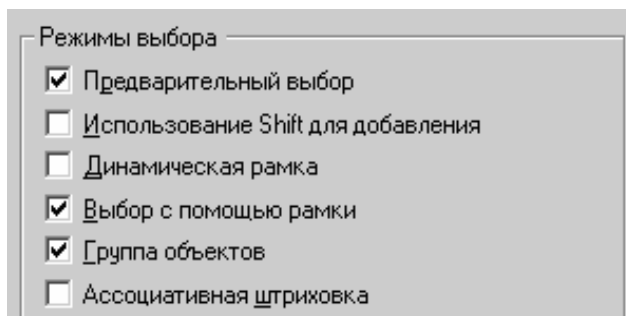 Режимы выбора
Предварительный выбор
Использование Shift для добавления
Динамическая рамка
Выбор с помощью рамки
Группа объектов
Ассоциативная штриховка